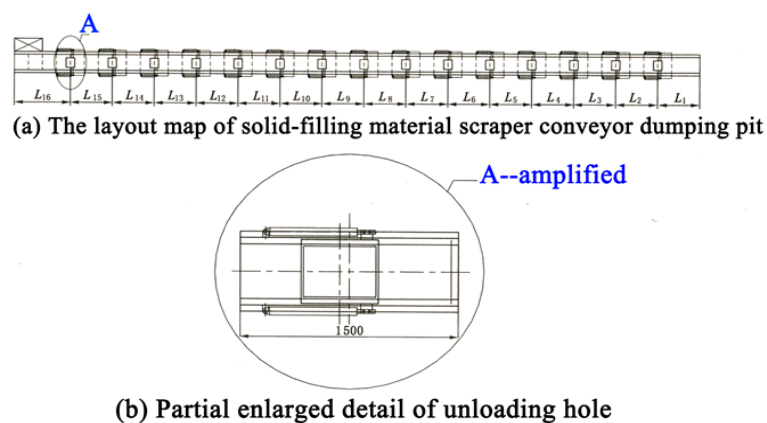 A
L16 L15 L14 L13 L12 L11 L10 L9 L8 L7 L6 L5 L4 L3 L2 L1
(a) The layout map of solid-filling material scraper conveyor dumping pit
A--amplified
1500
(b) Partial enlarged detail of unloading hole